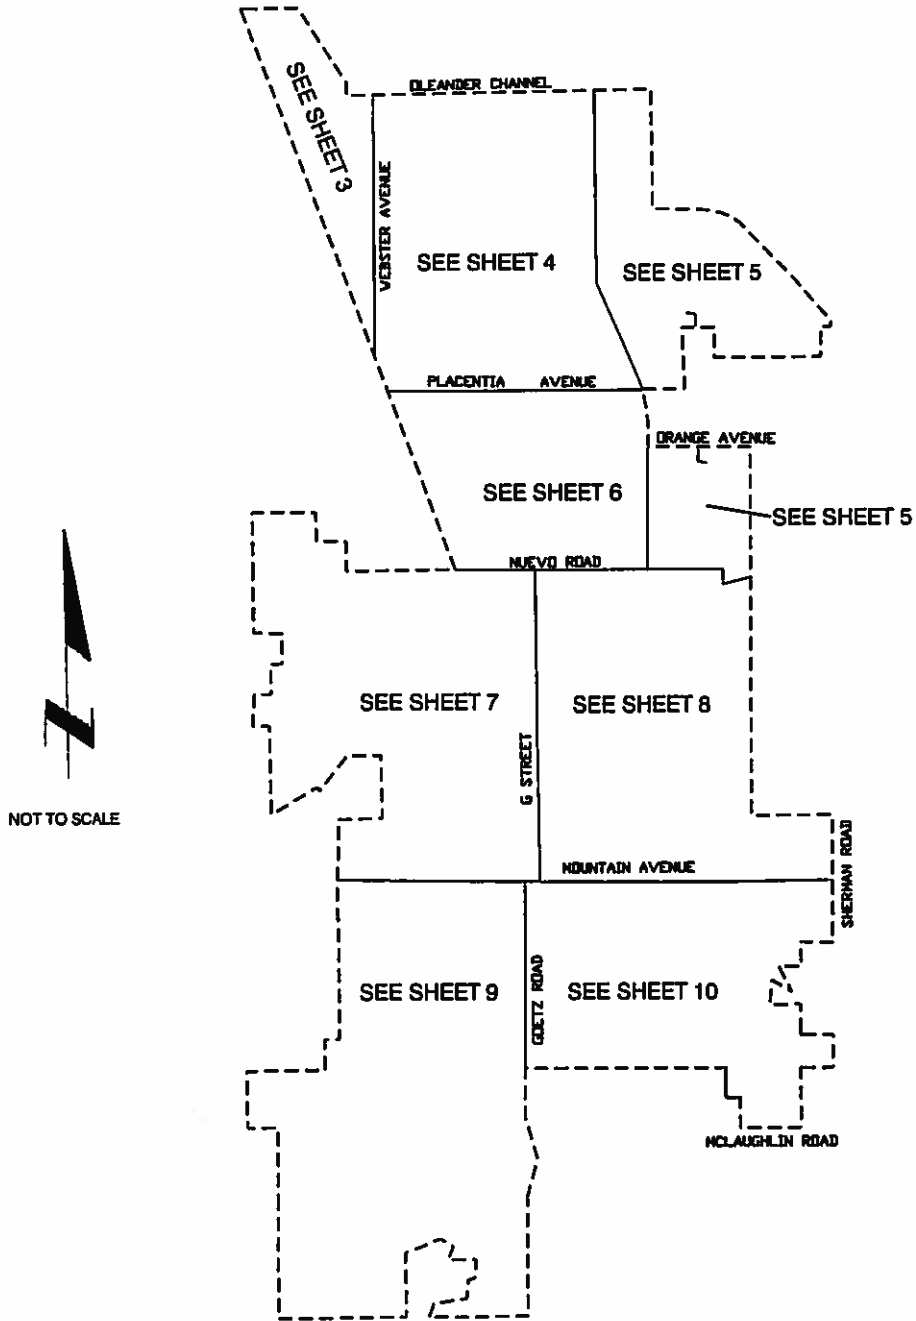 OLEANDER CHANNEL
SEE SHEET 3
WEBSTER AVENUE
SEE SHEET 4
SEE SHEET 5
PLACENTIA AVENUE
ORANGE AVENUE
SEE SHEET 6
SEE SHEET 5
NUEVO ROAD
SEE SHEET 7
SEE SHEET 8
G STREET
N
NOT TO SCALE
MOUNTAIN AVENUE
SHERMAN ROAD
SEE SHEET 9
GOETZ ROAD
SEE SHEET 10
MCLAUGHLIN ROAD